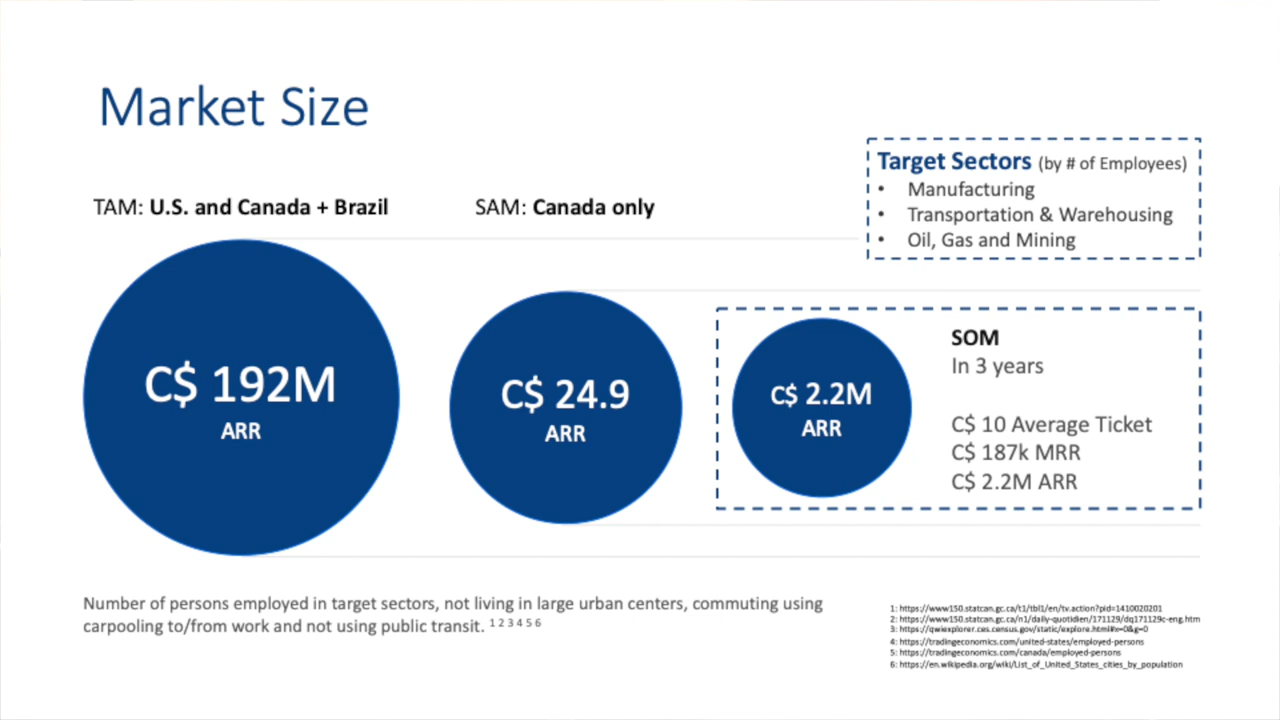 Market Size
Target Sectors (by # of Employees)
• Manufacturing
• Transportation & Warehousing
• Oil, Gas and Mining
TAM: U.S. and Canada + Brazil
SAM: Canada only
C$ 192M
ARR
C$ 24.9
ARR
C$ 2.2M
ARR
SOM
In 3 years
C$ 10 Average Ticket
C$ 187k MRR
C$ 2.2M ARR
Number of persons employed in target sectors, not living in large urban centers, commuting using
carpooling to/from work and not using public transit. 1 2 3 4 5 6
1: https://www150.statcan.gc.ca/t1/tbl1/en/tv.action?pid=1410020201
2: https://www150.statcan.gc.ca/n1/daily-quotidien/171129/dq171129c-eng.htm
3: https://qwiexplorer.ces.census.gov/static/explore.html#x=0&g=0
4: https://tradingeconomics.com/united-states/employed-persons
5: https://tradingeconomics.com/canada/employed-persons
6: https://en.wikipedia.org/wiki/List_of_United_States_cities_by_population